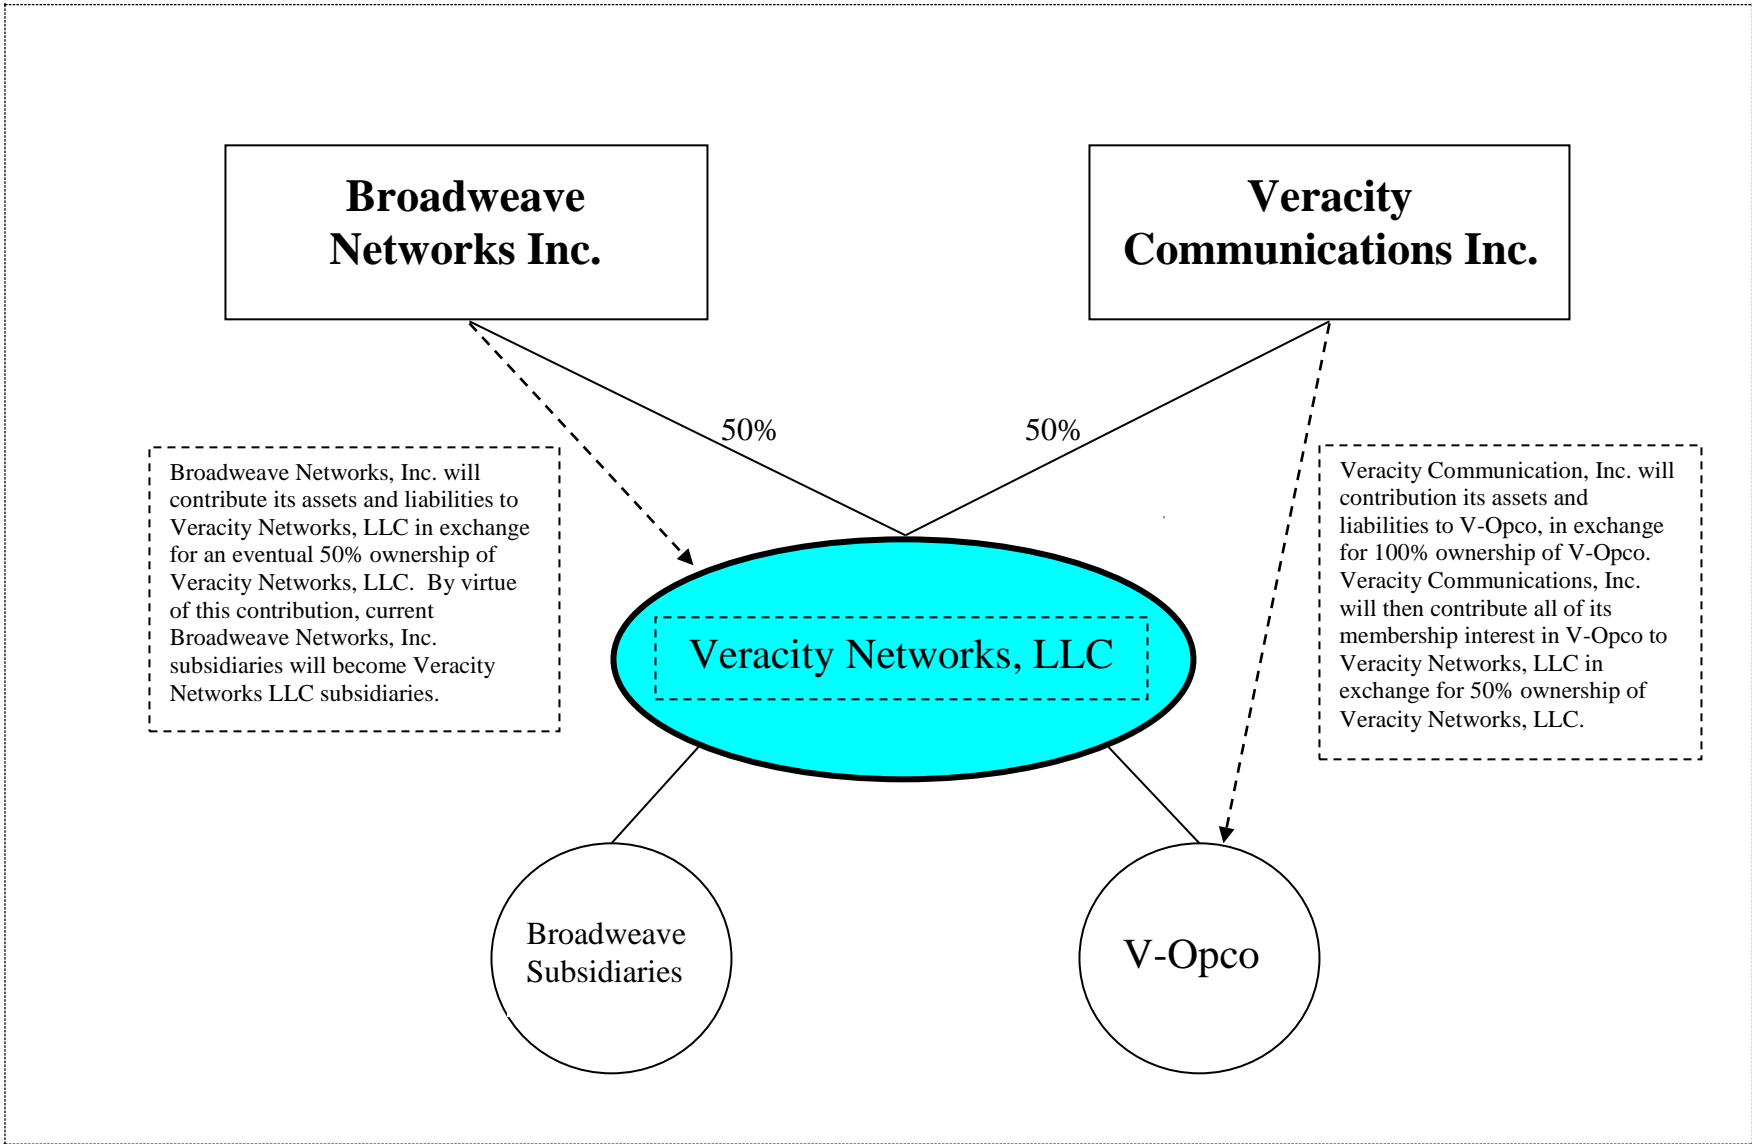 Broadweave
Networks Inc.
Veracity
Communications Inc.
50%
50%
Broadweave Networks, Inc. will
contribute its assets and liabilities to
Veracity Networks, LLC in exchange
for an eventual 50% ownership of
Veracity Networks, LLC.  By virtue
of this contribution, current
Broadweave Networks, Inc.
subsidiaries will become Veracity
Networks LLC subsidiaries.
Veracity Communication, Inc. will
contribution its assets and
liabilities to V-Opco, in exchange
for 100% ownership of V-Opco.
Veracity Communications, Inc.
will then contribute all of its
membership interest in V-Opco to
Veracity Networks, LLC in
exchange for 50% ownership of
Veracity Networks, LLC.
Veracity Networks, LLC
Broadweave
Subsidiaries
V-Opco